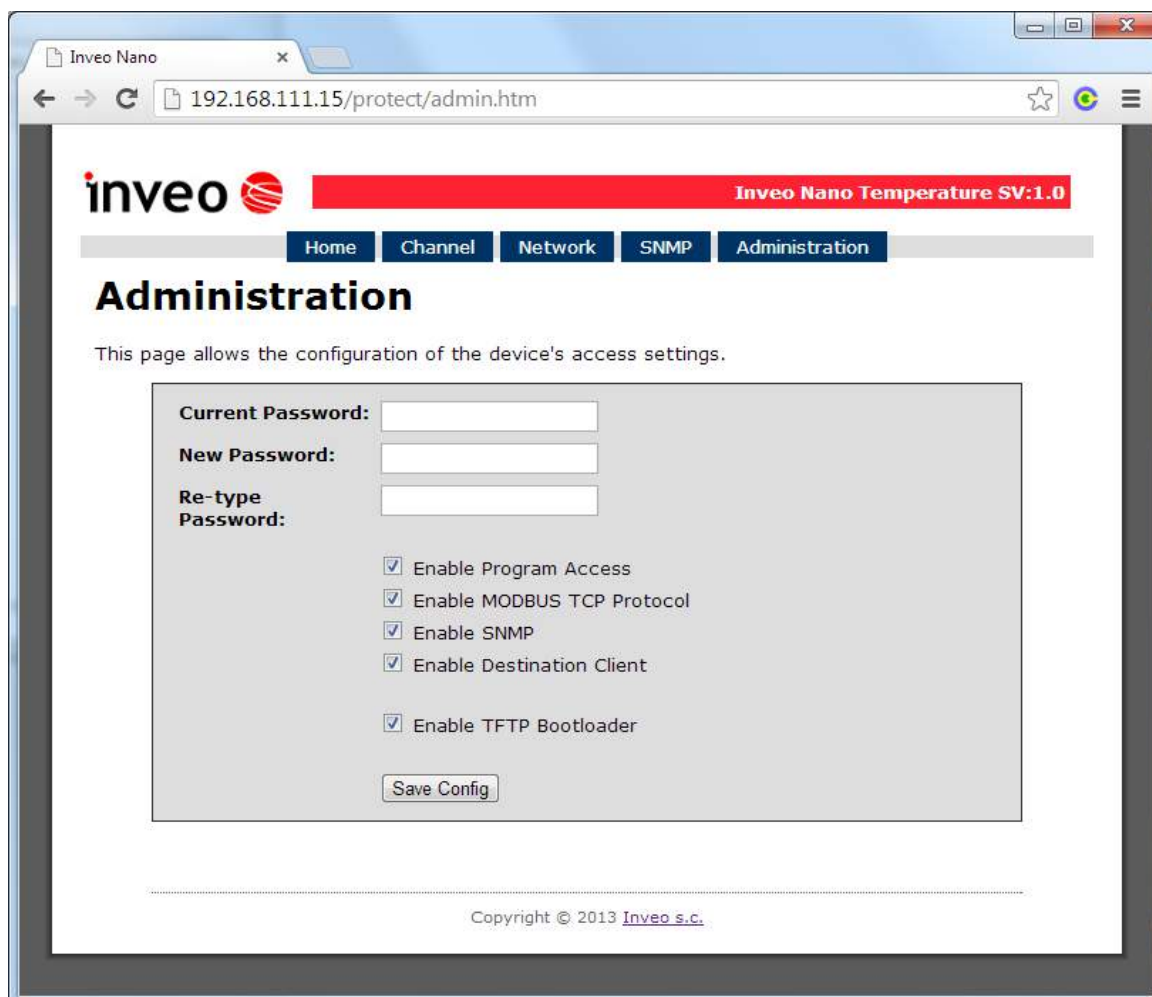 Inveo Nano
192.168.111.15/protect/admin.htm
inveo
Inveo Nano Temperature SV:1.0
Home Channel Network SNMP Administration
Administration
This page allows the configuration of the device's access settings.
Current Password:
New Password:
Re-type
Password:
Enable Program Access
Enable MODBUS TCP Protocol
Enable SNMP
Enable Destination Client
Enable TFTP Bootloader
Save Config
Copyright © 2013 Inveo s.c.